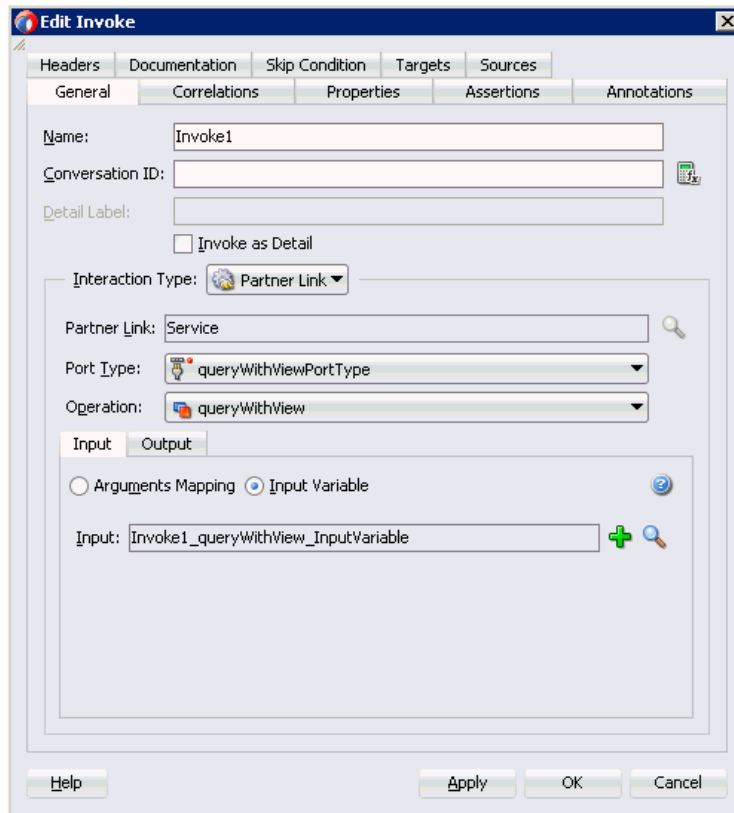 Edit Invoke
Headers Documentation Skip Condition Targets Sources
General Correlations Properties Assertions Annotations
Name: Invoke1
Conversation ID:
Detail Label:
Invoke as Detail
Interaction Type: Partner Link
Partner Link: Service
Port Type: queryWithViewPortType
Operation: queryWithView
Input Output
Arguments Mapping Input Variable
Input: Invoke1_queryWithView_InputVariable
Help Apply OK Cancel